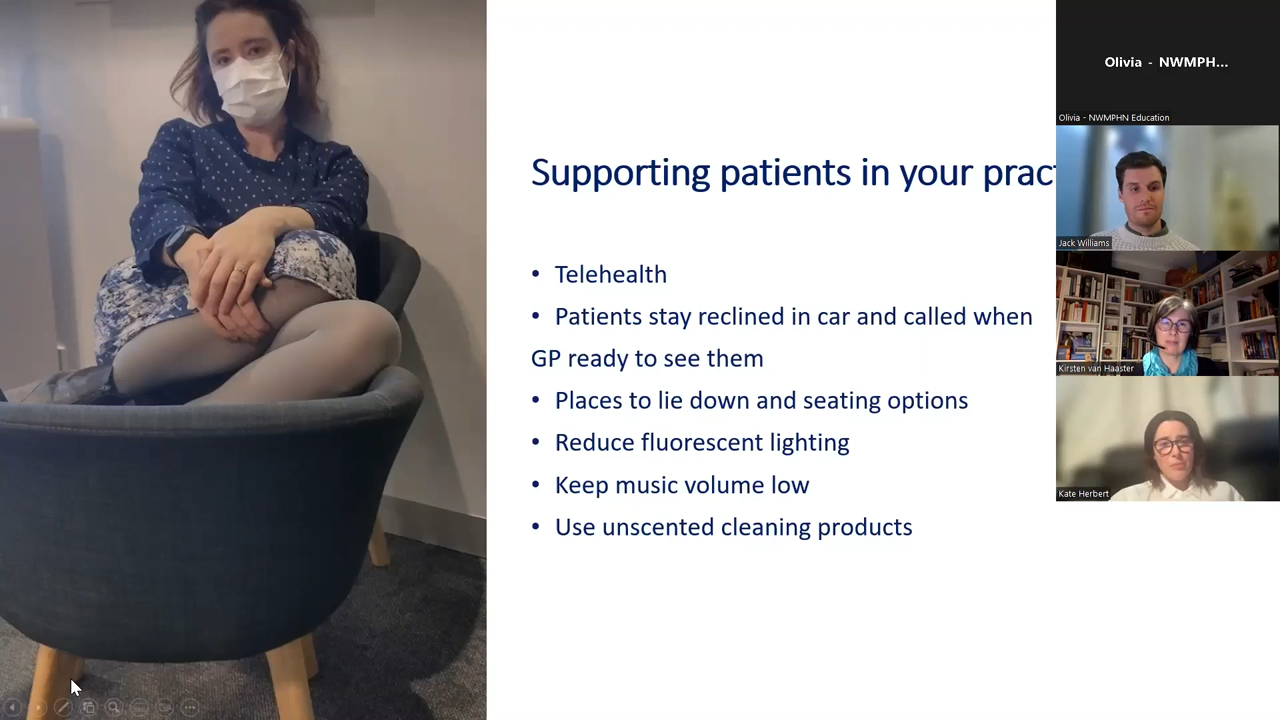 Supporting patients in your pract
• Telehealth
• Patients stay reclined in car and called when
GP ready to see them
• Places to lie down and seating options
• Reduce fluorescent lighting
• Keep music volume low
• Use unscented cleaning products
Olivia - NWMPH...
Olivia - NWMPHN Education
Jack Williams
Kirsten van Haaster
Kate Herbert